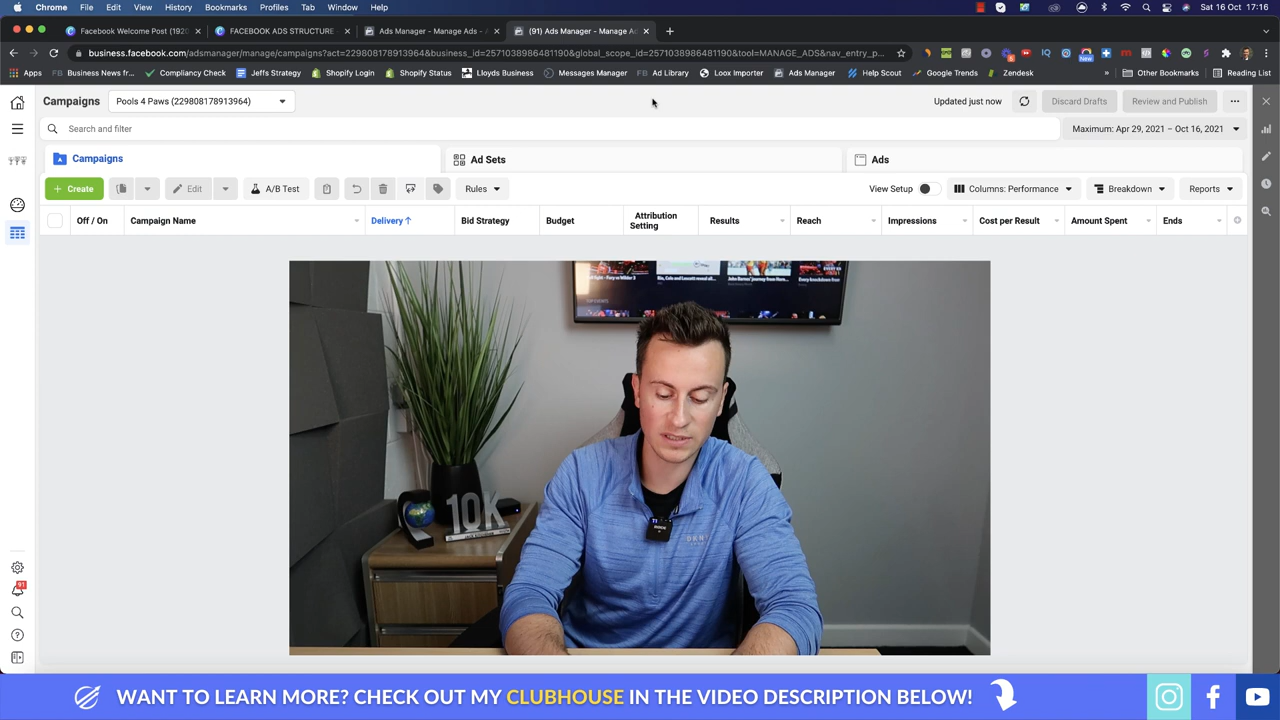 Chrome File Edit View History Bookmarks Profiles Tab Window Help
Sat 16 Oct 17:16
Facebook Welcome Post (1920
FACEBOOK ADS STRUCTURE
Ads Manager - Manage Ads - A
(91) Ads Manager - Manage Ad
business.facebook.com/adsmanager/manage/campaigns?act=229808178913964&business_id=2571038986481190&global_scope_id=2571038986481190&tool=MANAGE_ADS&nav_entry_p...
Apps FB Business News fr... Compliance Check Jeffs Strategy Shopify Login Shopify Status Lloyds Business Messages Manager FB Ad Library Loox Importer Ads Manager Help Scout Google Trends Zendesk » Other Bookmarks Reading List
Campaigns Pools 4 Paws (229808178913964) Updated just now Discard Drafts Review and Publish
Search and filter Maximum: Apr 29, 2021 – Oct 16, 2021
Campaigns Ad Sets Ads
+ Create Edit A/B Test Rules View Setup Columns: Performance Breakdown Reports
Off / On Campaign Name Delivery ↑ Bid Strategy Budget Attribution Setting Results Reach Impressions Cost per Result Amount Spent Ends
10K
DKNY
91
WANT TO LEARN MORE? CHECK OUT MY CLUBHOUSE IN THE VIDEO DESCRIPTION BELOW!